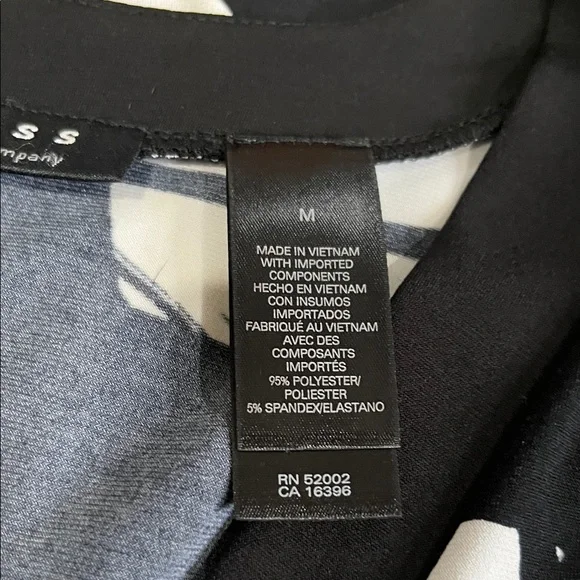 S S
mpany
M
MADE IN VIETNAM
WITH IMPORTED
COMPONENTS
HECHO EN VIETNAM
CON INSUMOS
IMPORTADOS
FABRIQUÉ AU VIETNAM
AVEC DES
COMPOSANTS
IMPORTÉS
95% POLYESTER/
POLIESTER
5% SPANDEX/ELASTANO
RN 52002
CA 16396